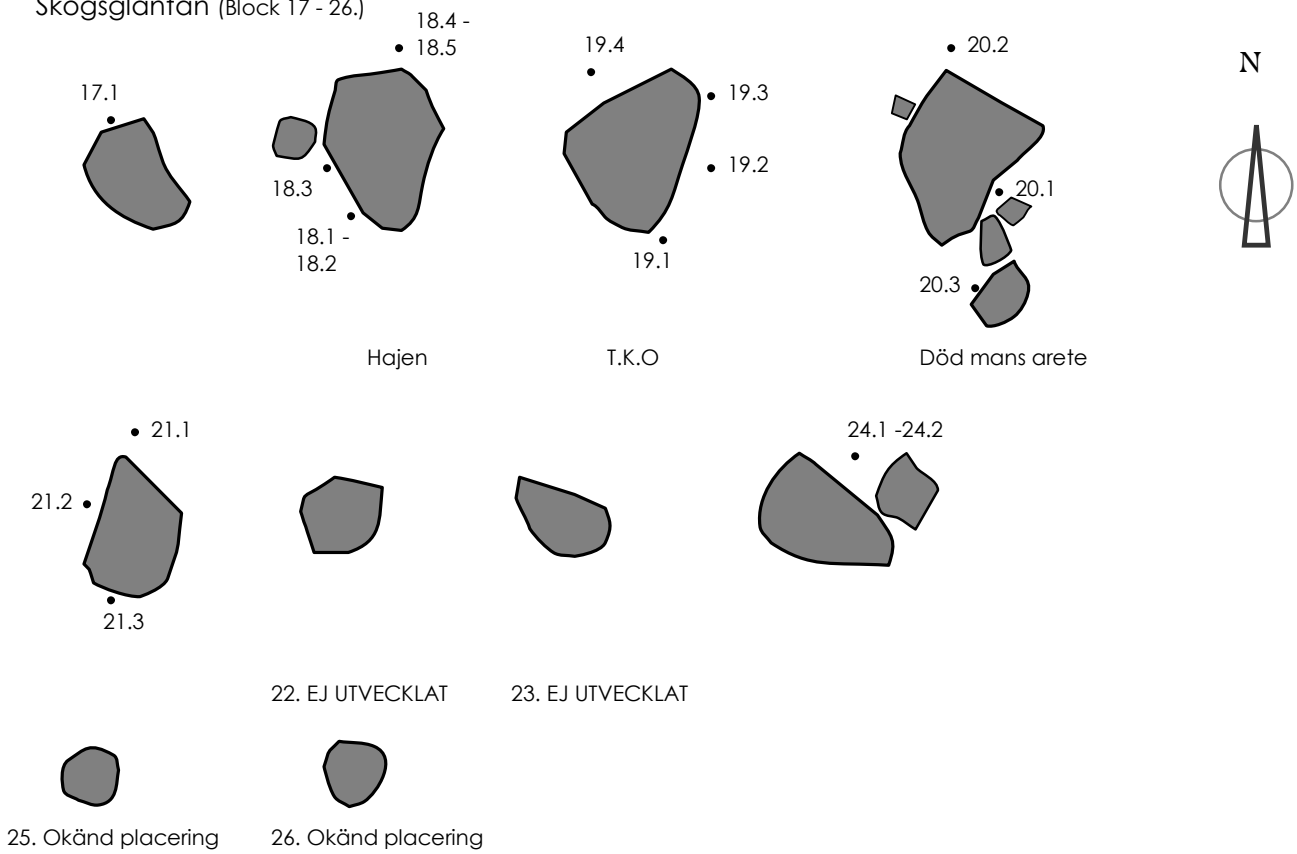 Skogsgläntan (Block 17 - 26.)
18.4 -
18.5
19.4
20.2
N
17.1
19.3
19.2
18.3
20.1
18.1 -
18.2
19.1
20.3
Hajen
T.K.O
Död mans arete
21.1
24.1 -24.2
21.2
21.3
22. EJ UTVECKLAT
23. EJ UTVECKLAT
25. Okänd placering
26. Okänd placering